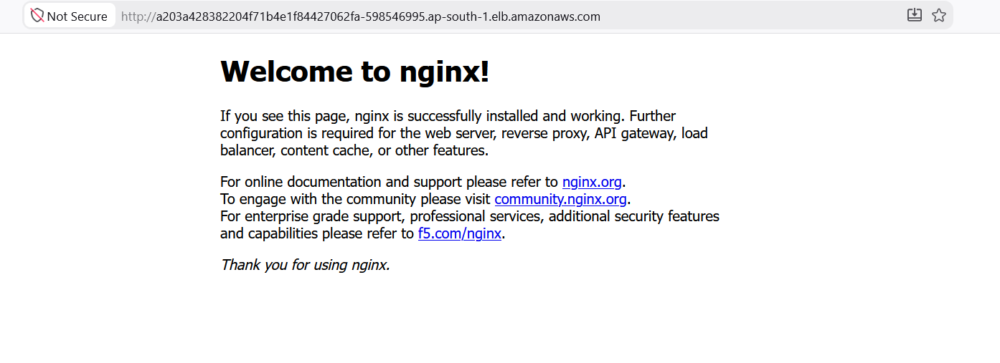 Not Secure http://a203a428382204f71b4e1f84427062fa-598546995.ap-south-1.elb.amazonaws.com
Welcome to nginx!
If you see this page, nginx is successfully installed and working. Further
configuration is required for the web server, reverse proxy, API gateway, load
balancer, content cache, or other features.
For online documentation and support please refer to nginx.org.
To engage with the community please visit community.nginx.org.
For enterprise grade support, professional services, additional security features
and capabilities please refer to f5.com/nginx.
Thank you for using nginx.